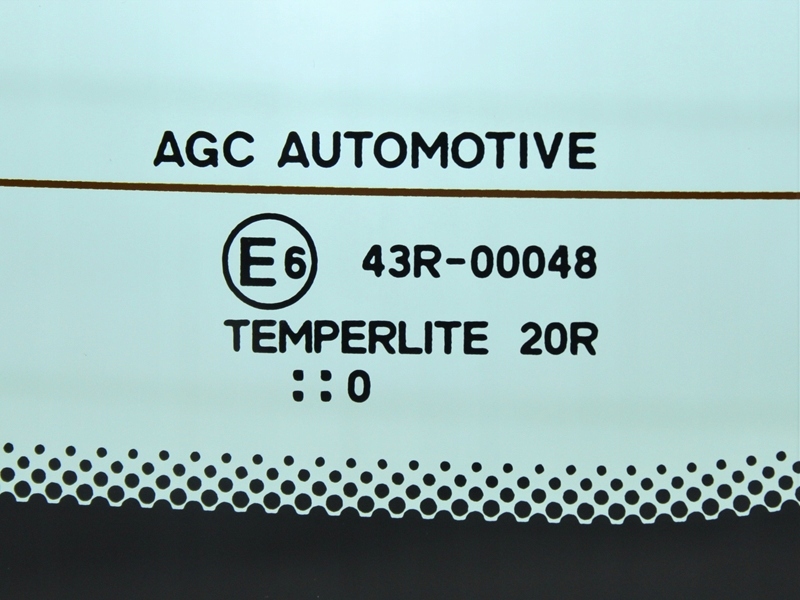 AGC AUTOMOTIVE
E6 43R-00048
TEMPERLITE 20R
::0